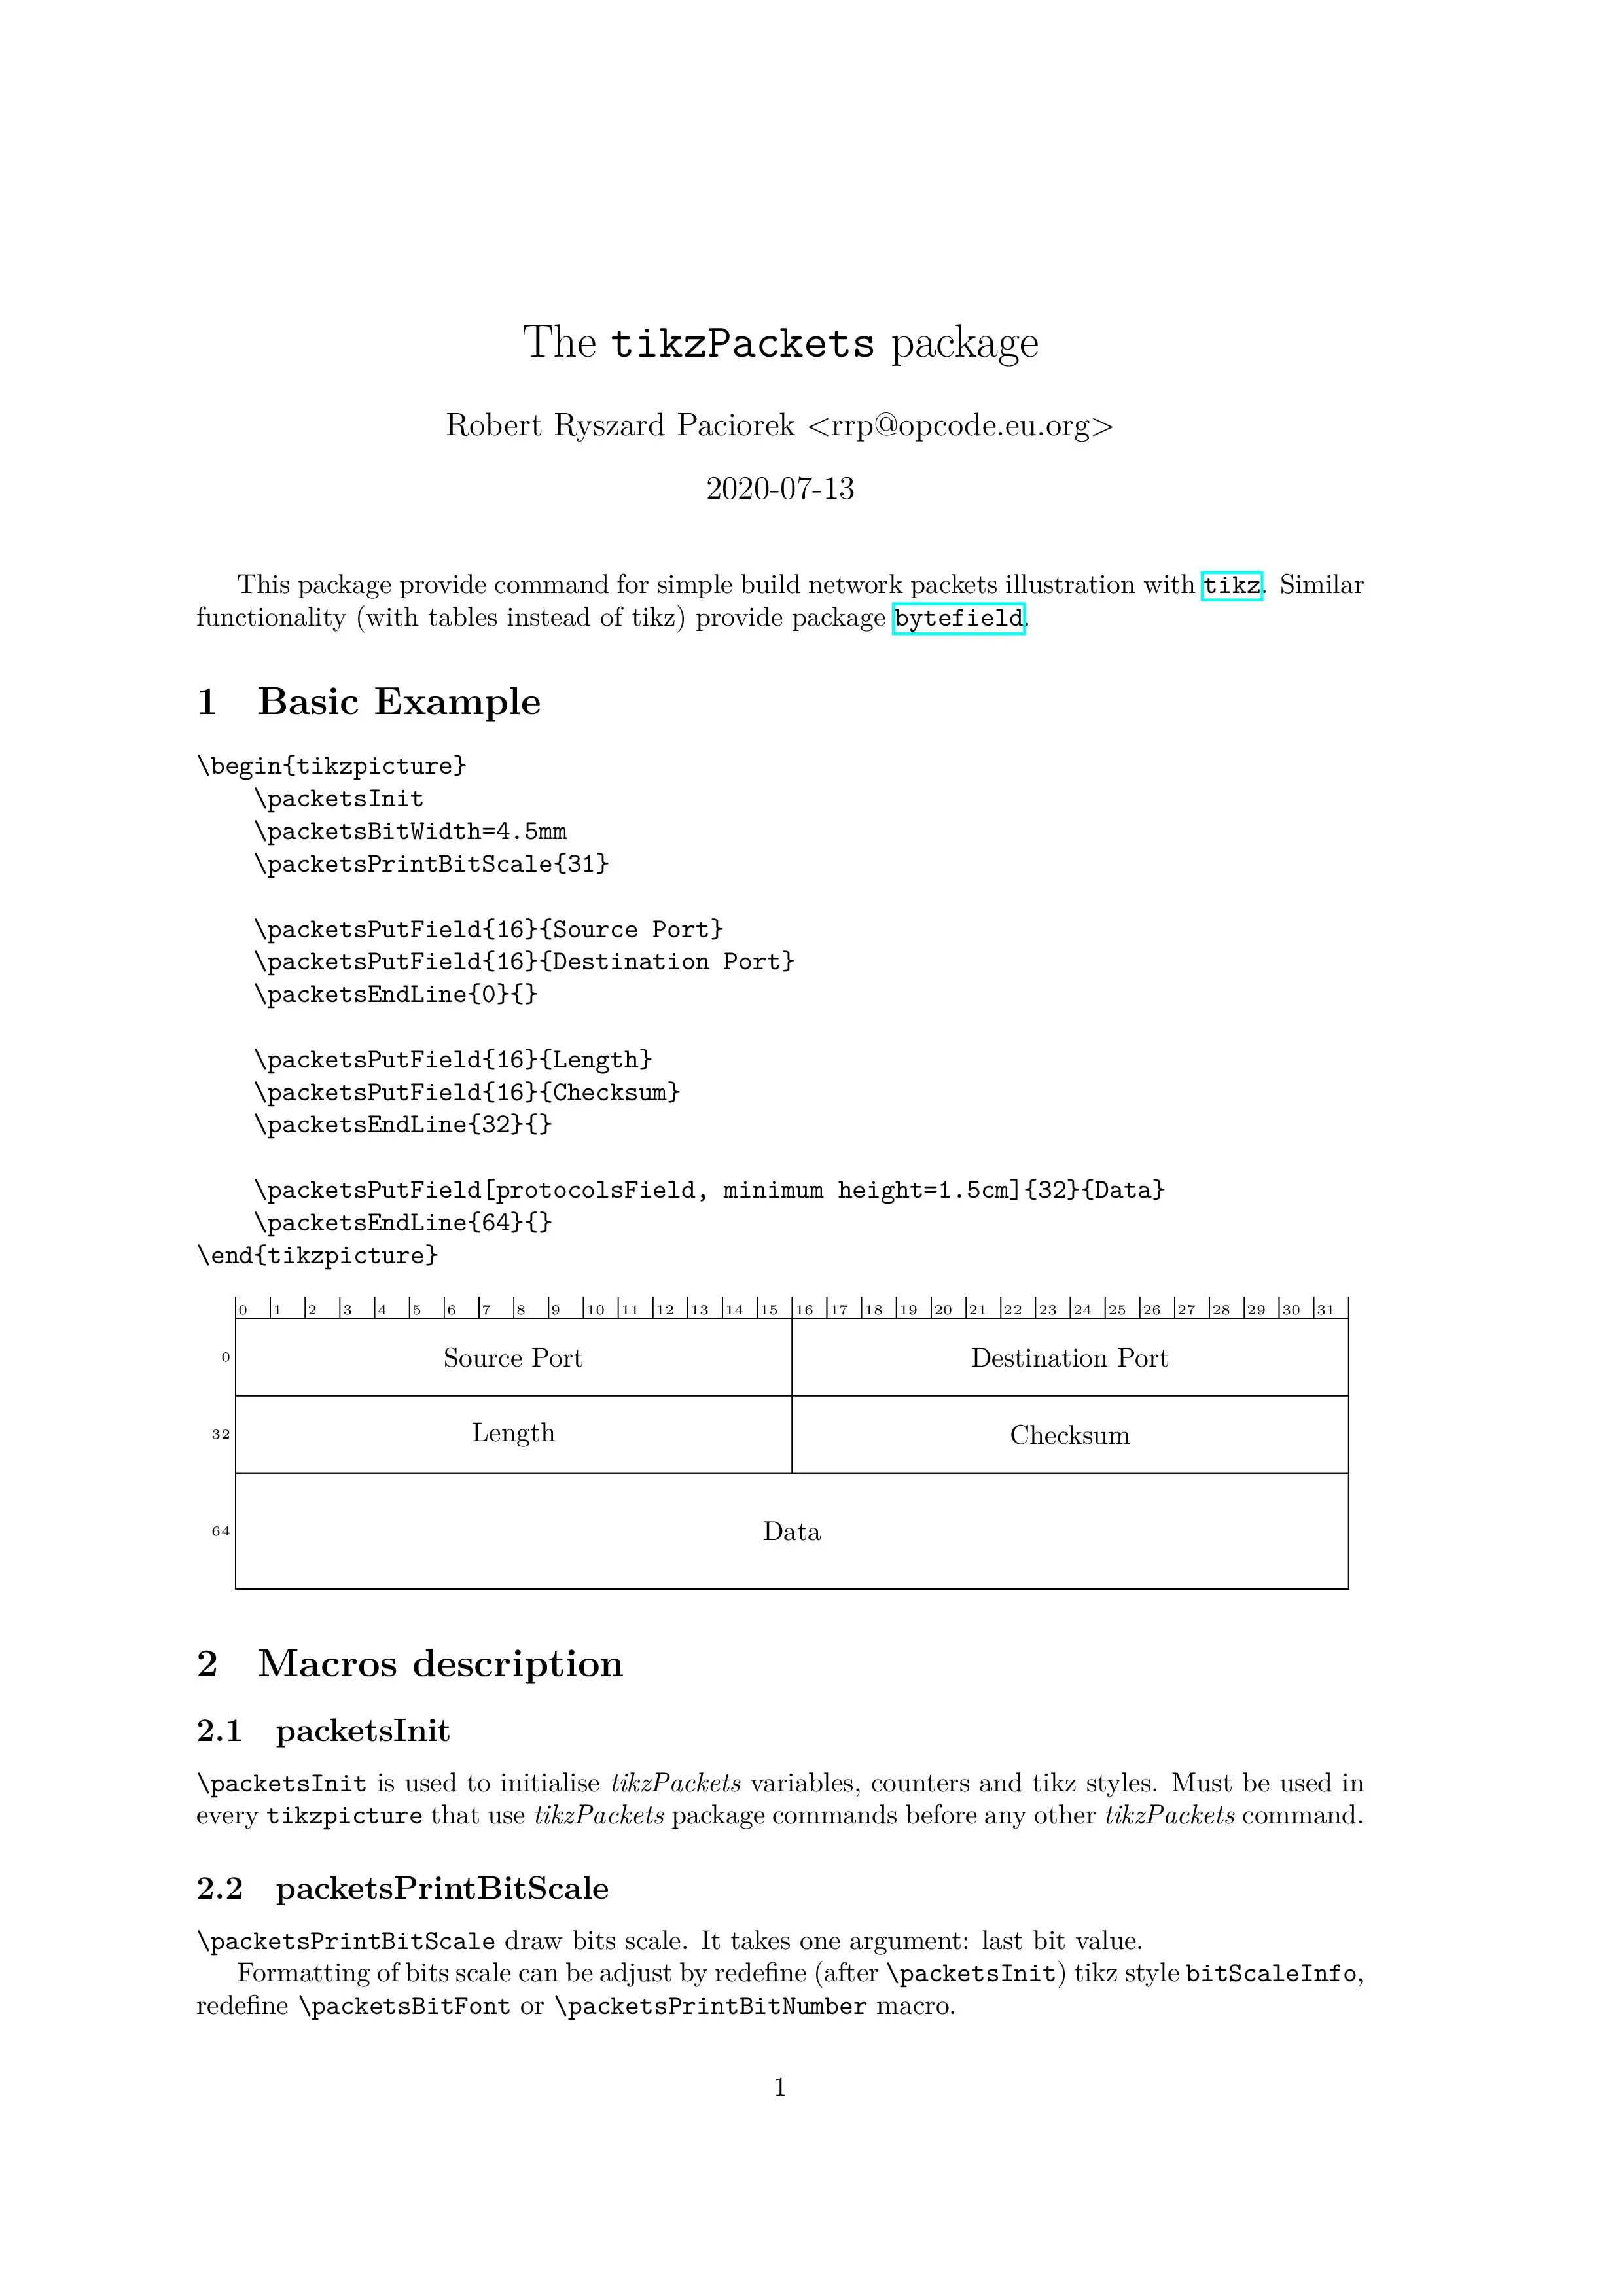 The tikzPackets package
Robert Ryszard Paciorek <rrp@opcode.eu.org>
2020-07-13
This package provide command for simple build network packets illustration with tikz. Similar
functionality (with tables instead of tikz) provide package bytefield.
1 Basic Example
\begin{tikzpicture}
    \packetsInit
    \packetsBitWidth=4.5mm
    \packetsPrintBitScale{31}
    \packetsPutField{16}{Source Port}
    \packetsPutField{16}{Destination Port}
    \packetsEndLine{0}{}
    \packetsPutField{16}{Length}
    \packetsPutField{16}{Checksum}
    \packetsEndLine{32}{}
    \packetsPutField[protocolsField, minimum height=1.5cm]{32}{Data}
    \packetsEndLine{64}{}
\end{tikzpicture}
0 1 2 3 4 5 6 7 8 9 10 11 12 13 14 15 16 17 18 19 20 21 22 23 24 25 26 27 28 29 30 31
0 Source Port Destination Port
32 Length Checksum
64 Data
2 Macros description
2.1 packetsInit
\packetsInit is used to initialise tikzPackets variables, counters and tikz styles. Must be used in
every tikzpicture that use tikzPackets package commands before any other tikzPackets command.
2.2 packetsPrintBitScale
\packetsPrintBitScale draw bits scale. It takes one argument: last bit value.
Formatting of bits scale can be adjust by redefine (after \packetsInit) tikz style bitScaleInfo,
redefine \packetsBitFont or \packetsPrintBitNumber macro.
1